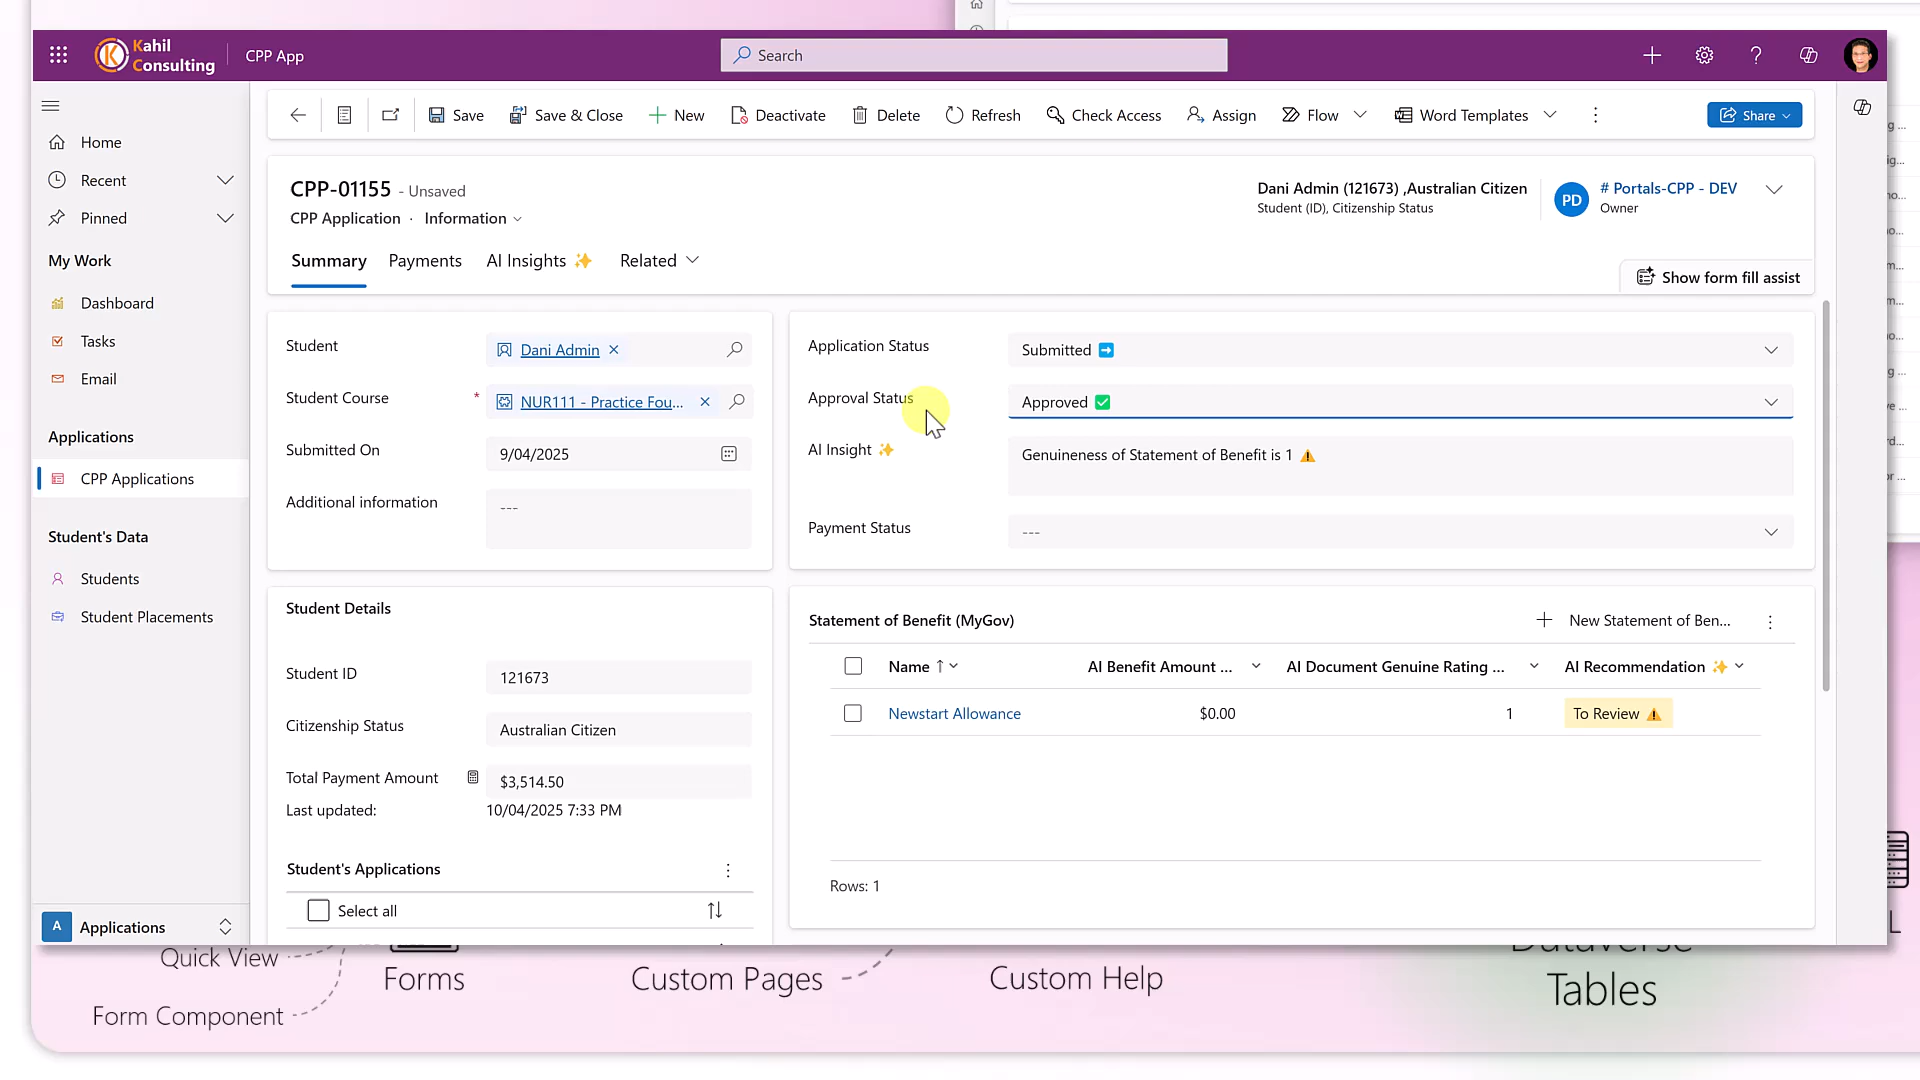 Kahil
Consulting
CPP App
Search
Save
Save & Close
New
Deactivate
Delete
Refresh
Check Access
Assign
Flow
Word Templates
Share
Home
Recent
Pinned
My Work
Dashboard
Tasks
Email
Applications
CPP Applications
Student's Data
Students
Student Placements
A
Applications
CPP-01155 - Unsaved
CPP Application · Information
Dani Admin (121673) ,Australian Citizen
Student (ID), Citizenship Status
PD
# Portals-CPP - DEV
Owner
Summary
Payments
AI Insights ✨
Related
Show form fill assist
Student
Dani Admin
Student Course *
NUR111 - Practice Fou...
Submitted On
9/04/2025
Additional information
---
Application Status
Submitted ➡️
Approval Status
Approved ✅
AI Insight ✨
Genuineness of Statement of Benefit is 1 ⚠️
Payment Status
---
Student Details
Student ID
121673
Citizenship Status
Australian Citizen
Total Payment Amount
$3,514.50
Last updated:
10/04/2025 7:33 PM
Student's Applications
Select all
Statement of Benefit (MyGov)
New Statement of Ben...
Name ↑
AI Benefit Amount ...
AI Document Genuine Rating ...
AI Recommendation ✨
Newstart Allowance
$0.00
1
To Review ⚠️
Rows: 1
Quick View
Forms
Form Component
Custom Pages
Custom Help
Dataverse
Tables